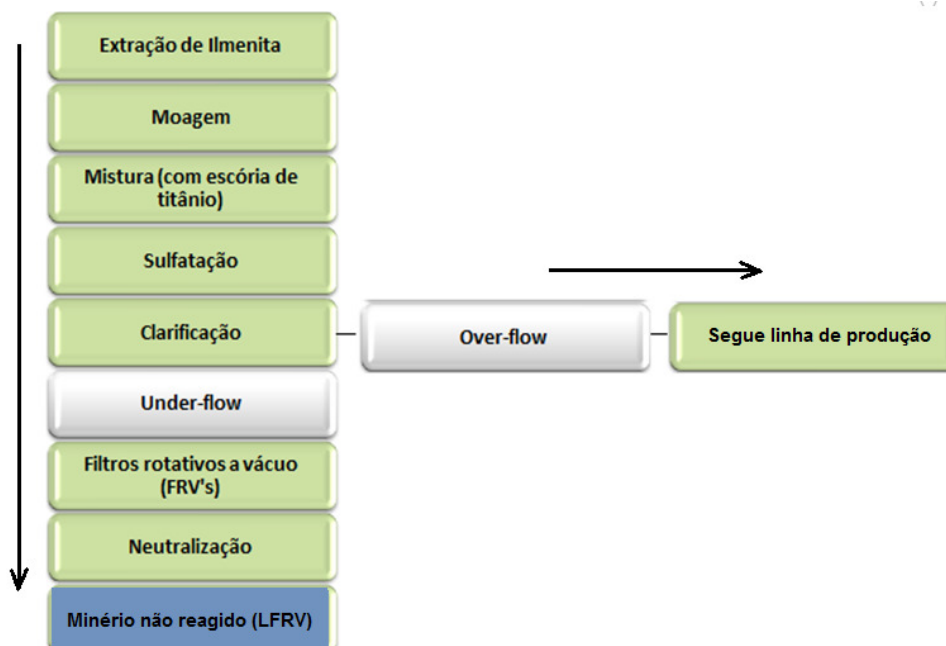 Extração de Ilmenita
Moagem
Mistura (com escória de
titânio)
Sulfatação
Clarificação
Over-flow
Segue linha de produção
Under-flow
Filtros rotativos a vácuo
(FRV's)
Neutralização
Minério não reagido (LFRV)